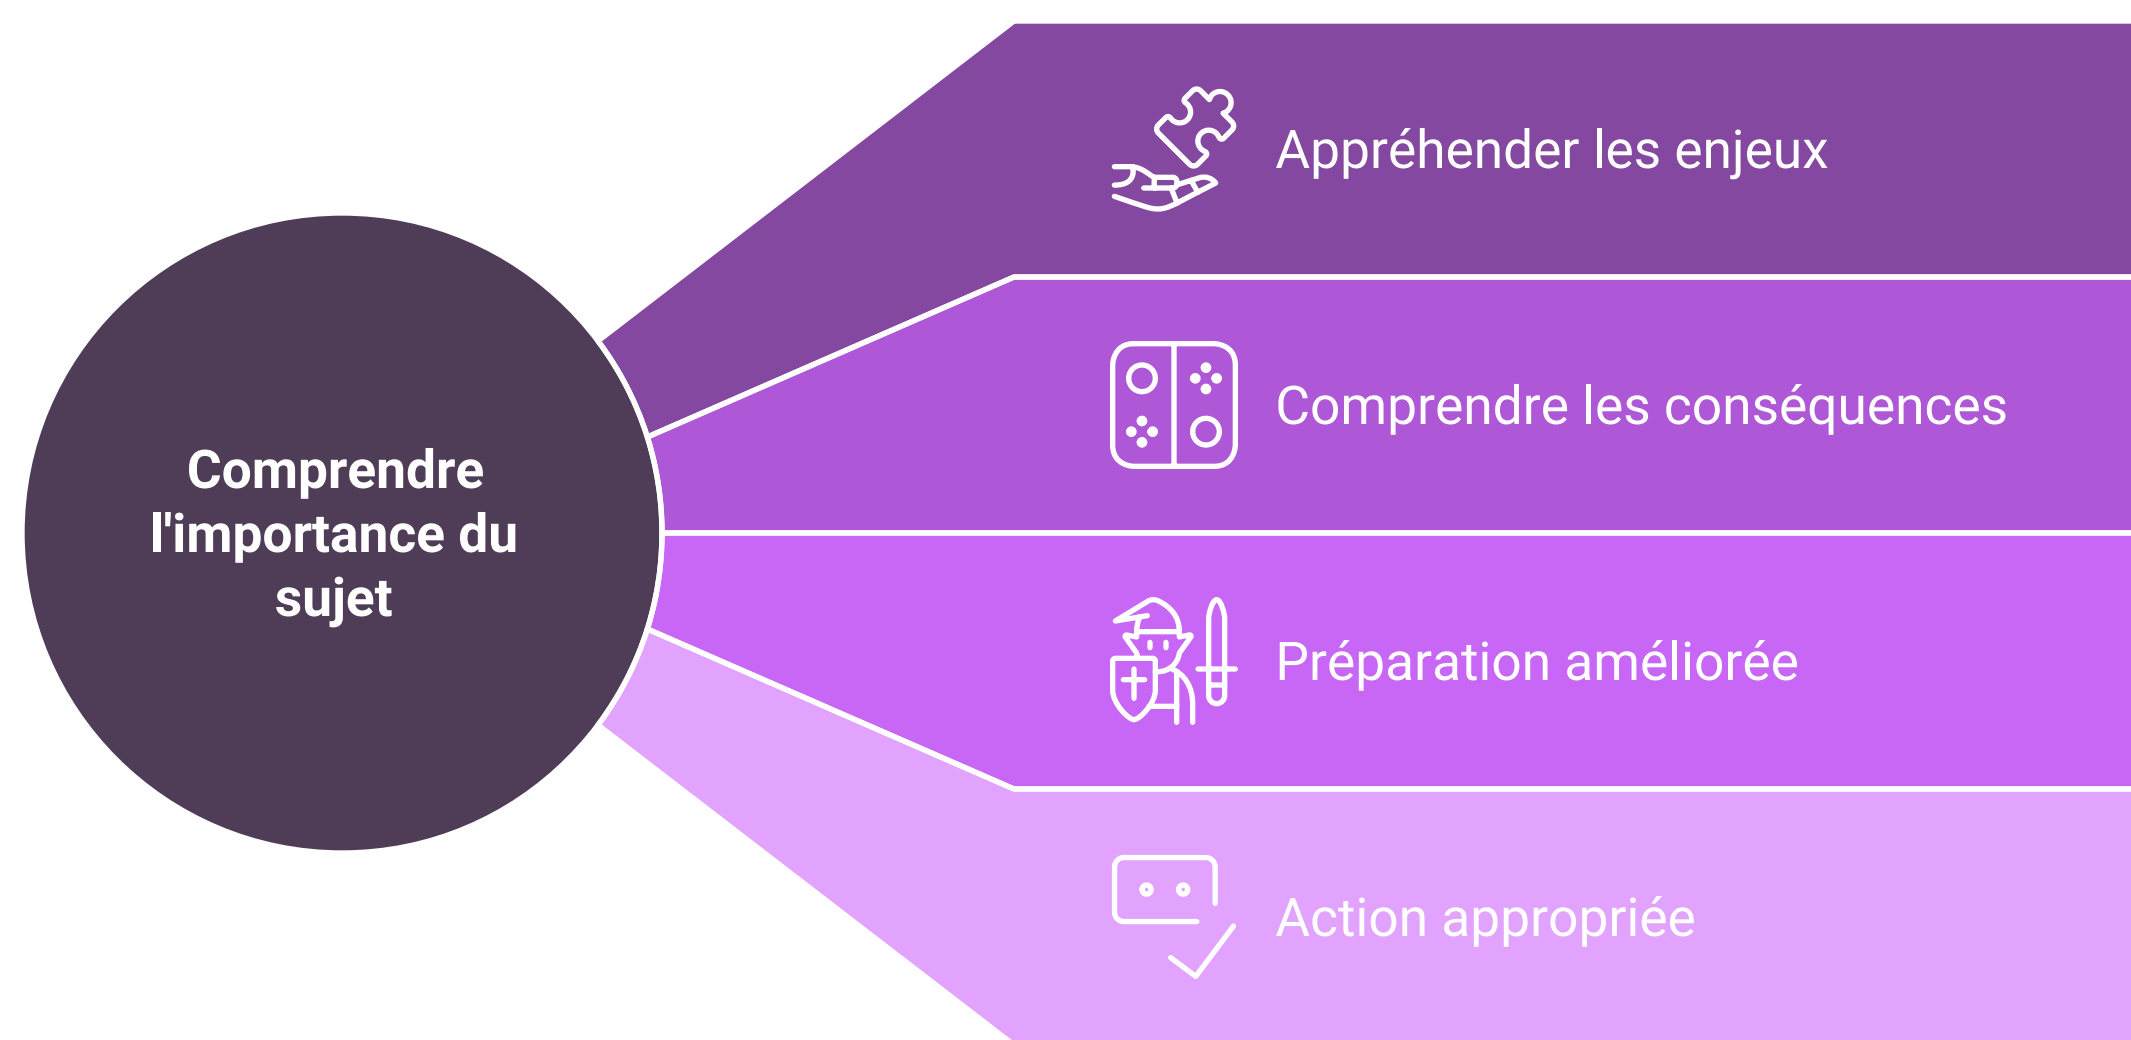 Comprendre
l'importance du
sujet
Appréhender les enjeux
Comprendre les conséquences
Préparation améliorée
Action appropriée